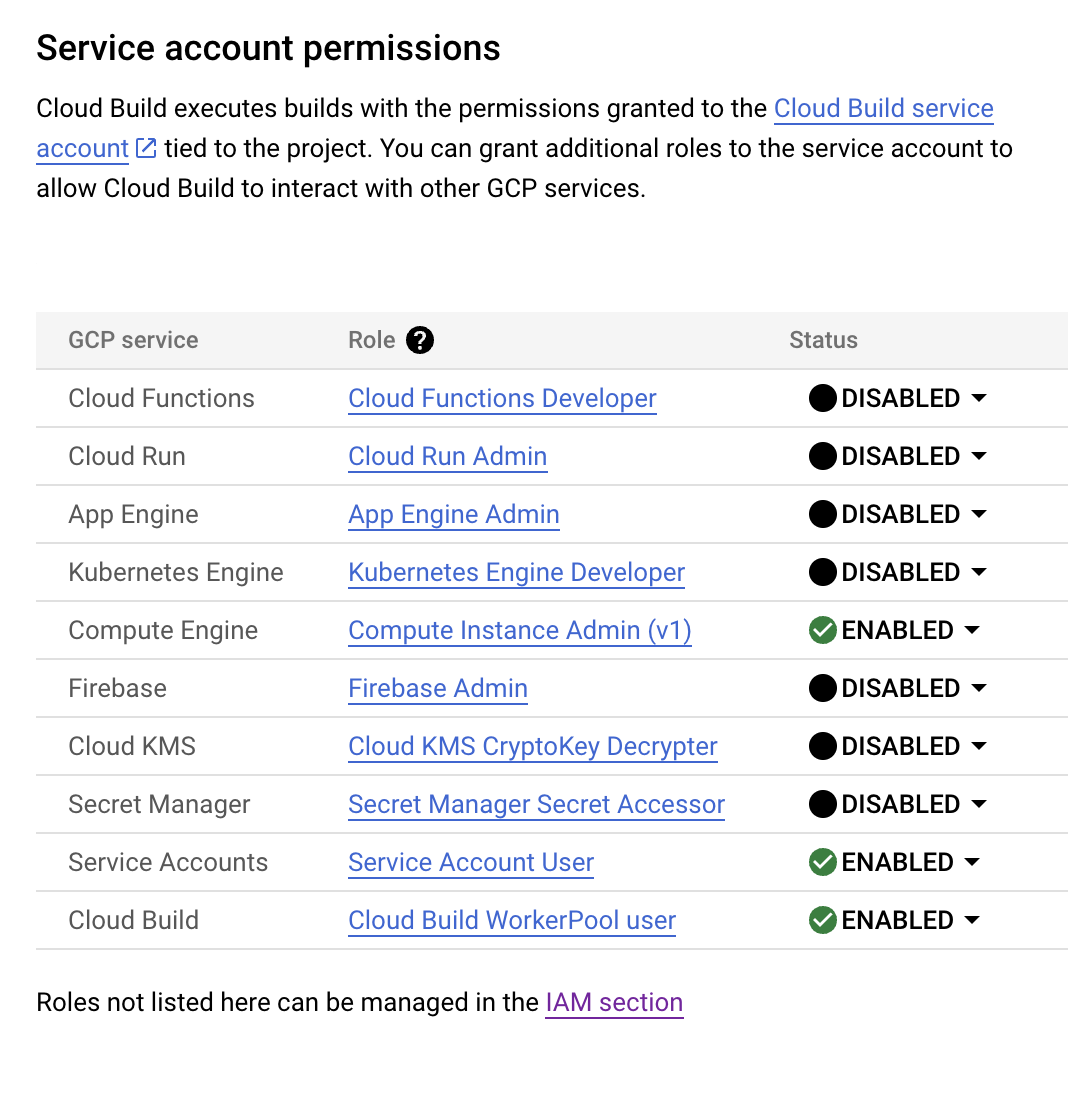 Service account permissions
Cloud Build executes builds with the permissions granted to the Cloud Build service
account tied to the project. You can grant additional roles to the service account to
allow Cloud Build to interact with other GCP services.
GCP service Role ? Status
Cloud Functions Cloud Functions Developer DISABLED
Cloud Run Cloud Run Admin DISABLED
App Engine App Engine Admin DISABLED
Kubernetes Engine Kubernetes Engine Developer DISABLED
Compute Engine Compute Instance Admin (v1) ENABLED
Firebase Firebase Admin DISABLED
Cloud KMS Cloud KMS CryptoKey Decrypter DISABLED
Secret Manager Secret Manager Secret Accessor DISABLED
Service Accounts Service Account User ENABLED
Cloud Build Cloud Build WorkerPool user ENABLED
Roles not listed here can be managed in the IAM section